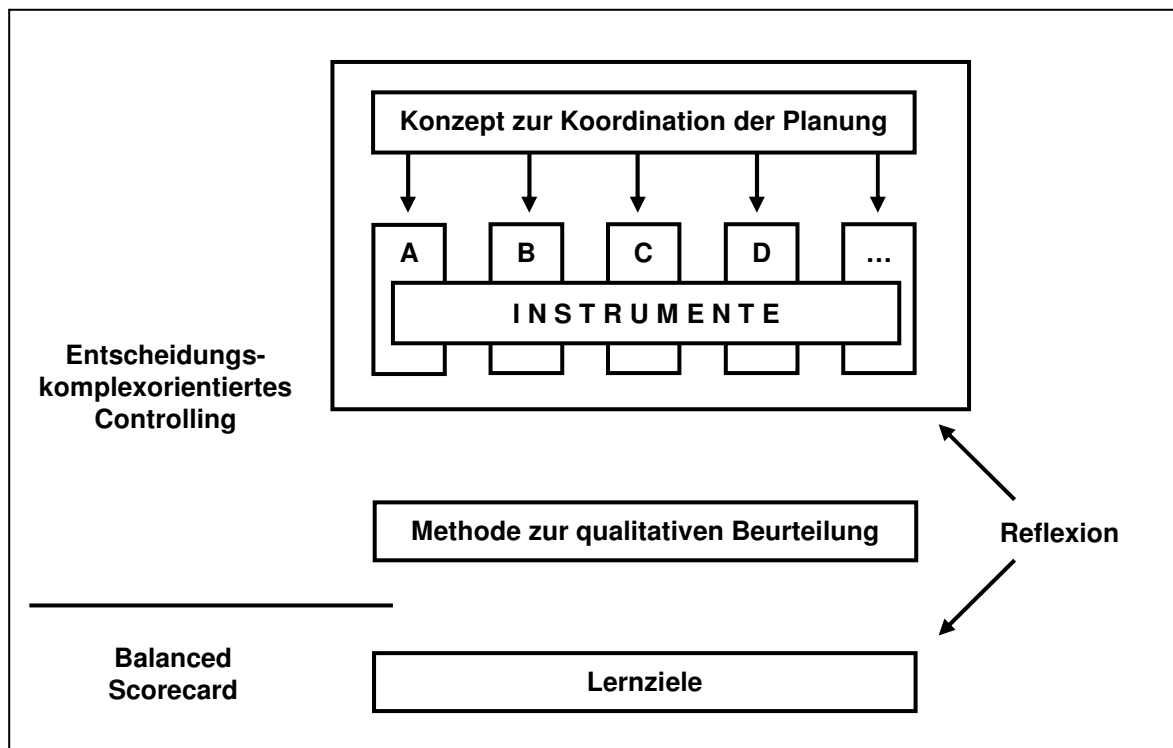 Konzept zur Koordination der Planung
A B C D ...
I N S T R U M E N T E
Entscheidungs-
komplexorientiertes
Controlling
Methode zur qualitativen Beurteilung
Reflexion
Balanced
Scorecard
Lernziele